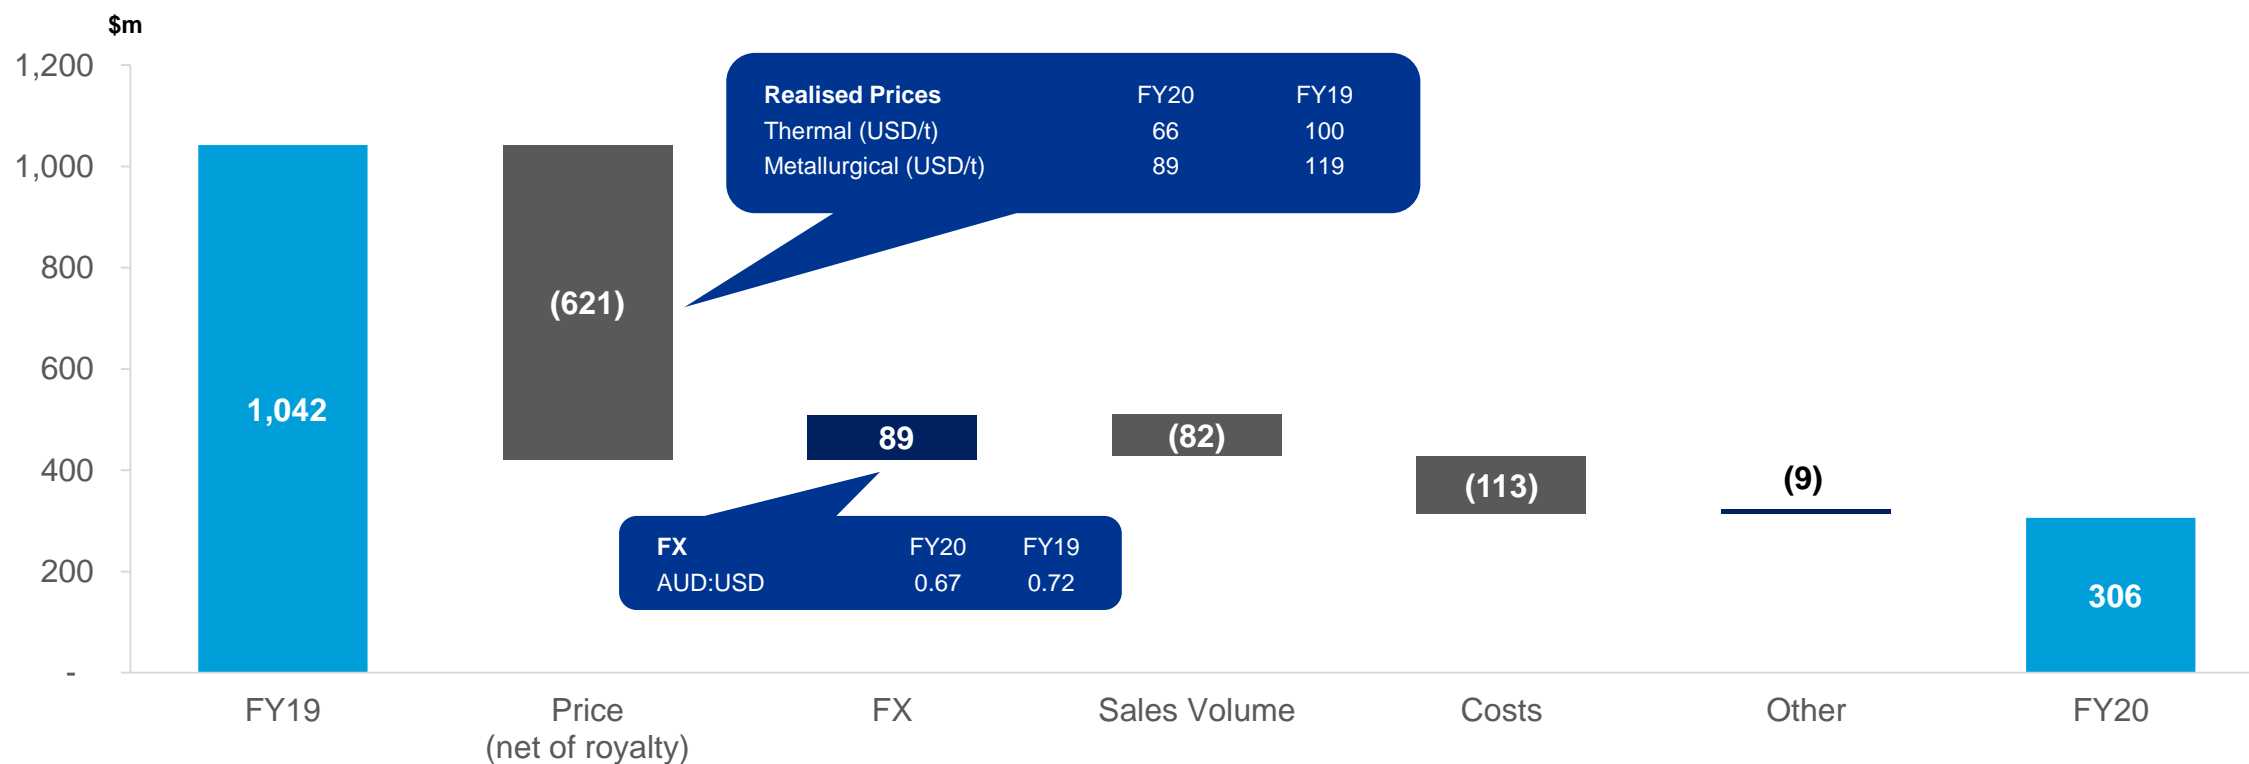 $m
1,200
1,000
800
600
400
200
-
Realised Prices FY20 FY19
Thermal (USD/t) 66 100
Metallurgical (USD/t) 89 119
1,042
(621)
89
(82)
(113)
(9)
306
FX FY20 FY19
AUD:USD 0.67 0.72
FY19
Price
(net of royalty)
FX
Sales Volume
Costs
Other
FY20